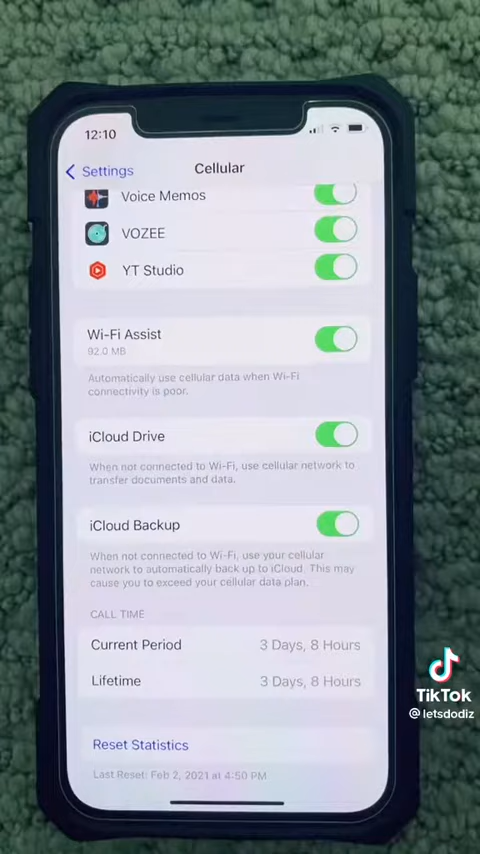 12:10
Settings
Cellular
Voice Memos
VOZEE
YT Studio
Wi-Fi Assist
92.0 MB
Automatically use cellular data when Wi-Fi
connectivity is poor.
iCloud Drive
When not connected to Wi-Fi, use cellular network to
transfer documents and data.
iCloud Backup
When not connected to Wi-Fi, use your cellular
network to automatically back up to iCloud. This may
cause you to exceed your cellular data plan.
CALL TIME
Current Period 3 Days, 8 Hours
Lifetime 3 Days, 8 Hours
Reset Statistics
Last Reset: Feb 2, 2021 at 4:50 PM
TikTok
@letsdodiz